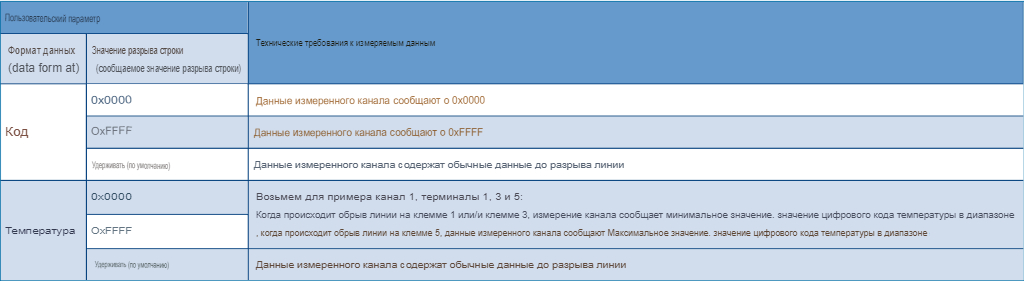 Пользовательский параметр
Технические требования к измеряемым данным
Формат данных
(data form at)
Значение разрыва строки
(сообщаемое значение разрыва строки)
Код
0x0000
Данные измеренного канала сообщают о 0x0000
OxFFFF
Данные измеренного канала сообщают о 0xFFFF
Удерживать (по умолчанию)
Данные измеренного канала содержат обычные данные до разрыва линии
Температура
0x0000
Возьмем для примера канал 1, терминалы 1, 3 и 5:
Когда происходит обрыв линии на клемме 1 или/и клемме 3, измерение канала сообщает минимальное значение. значение цифрового кода температуры в диапазоне
OxFFFF
, когда происходит обрыв линии на клемме 5, данные измеренного канала сообщают Максимальное значение. значение цифрового кода температуры в диапазоне
Удерживать (по умолчанию)
Данные измеренного канала содержат обычные данные до разрыва линии